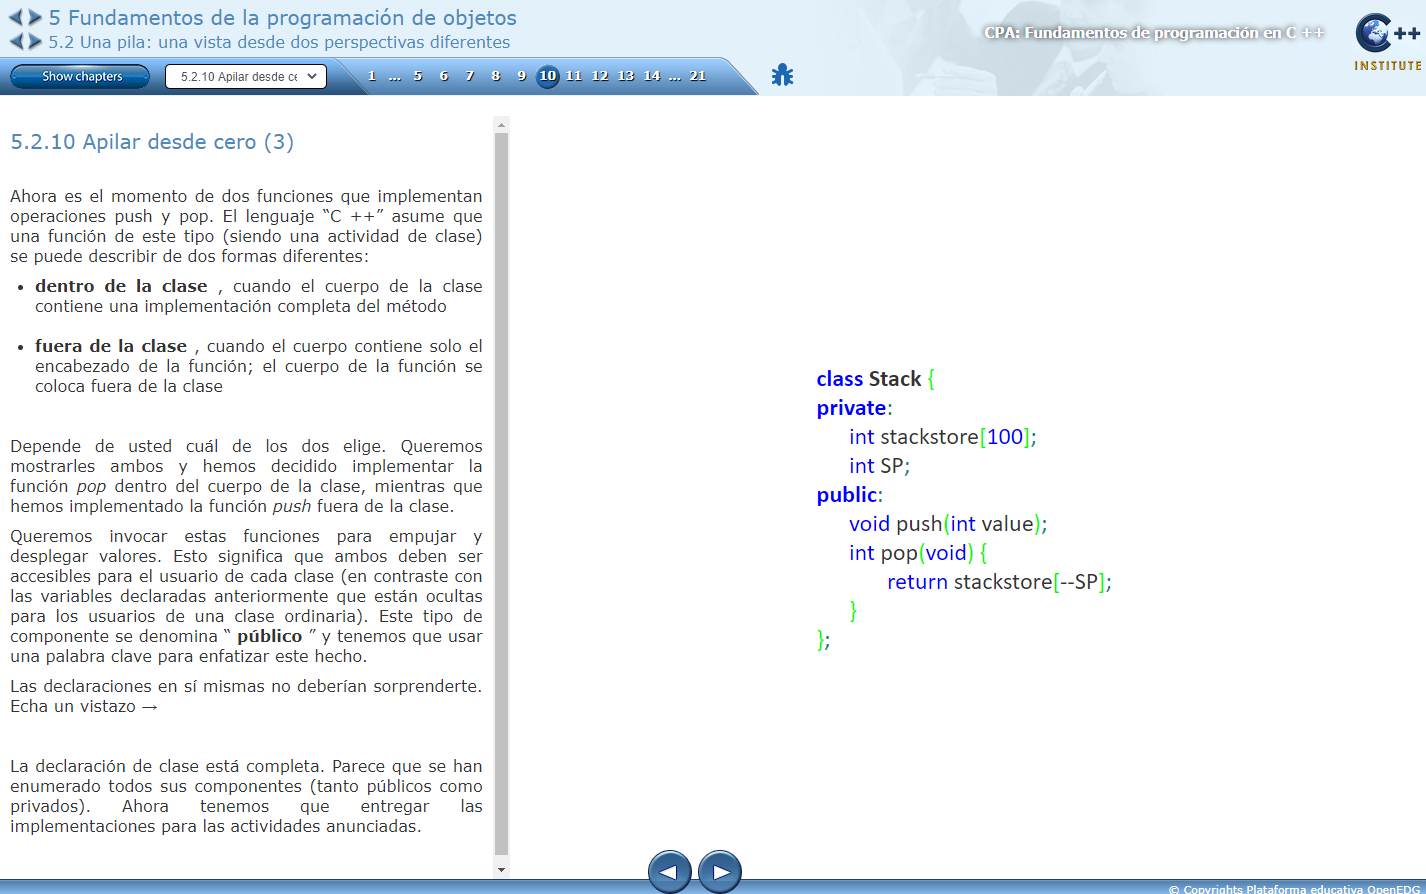 5 Fundamentos de la programación de objetos
5.2 Una pila: una vista desde dos perspectivas diferentes
CPA: Fundamentos de programación en C ++
C++
INSTITUTE
Show chapters
5.2.10 Apilar desde ce
1 ... 5 6 7 8 9 10 11 12 13 14 ... 21
5.2.10 Apilar desde cero (3)
Ahora es el momento de dos funciones que implementan
operaciones push y pop. El lenguaje “C ++” asume que
una función de este tipo (siendo una actividad de clase)
se puede describir de dos formas diferentes:
• dentro de la clase , cuando el cuerpo de la clase
contiene una implementación completa del método
• fuera de la clase , cuando el cuerpo contiene solo el
encabezado de la función; el cuerpo de la función se
coloca fuera de la clase
Depende de usted cuál de los dos elige. Queremos
mostrarles ambos y hemos decidido implementar la
función pop dentro del cuerpo de la clase, mientras que
hemos implementado la función push fuera de la clase.
Queremos invocar estas funciones para empujar y
desplegar valores. Esto significa que ambos deben ser
accesibles para el usuario de cada clase (en contraste con
las variables declaradas anteriormente que están ocultas
para los usuarios de una clase ordinaria). Este tipo de
componente se denomina “ público ” y tenemos que usar
una palabra clave para enfatizar este hecho.
Las declaraciones en sí mismas no deberían sorprenderte.
Echa un vistazo →
La declaración de clase está completa. Parece que se han
enumerado todos sus componentes (tanto públicos como
privados). Ahora tenemos que entregar las
implementaciones para las actividades anunciadas.
class Stack {
private:
int stackstore[100];
int SP;
public:
void push(int value);
int pop(void) {
return stackstore[--SP];
}
};
© Copyrights Plataforma educativa OpenEDG